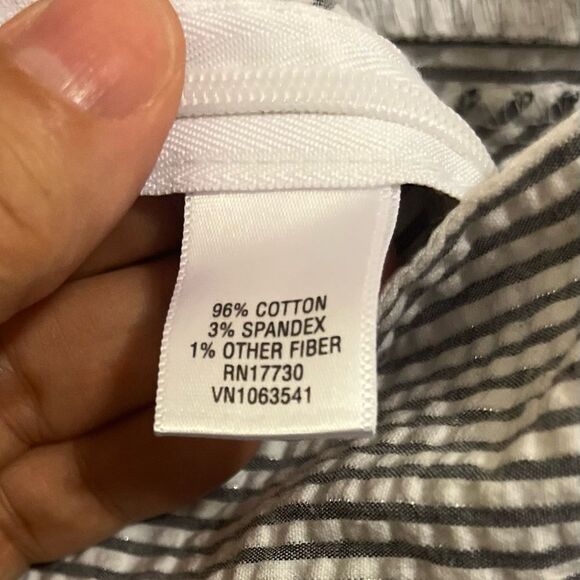 96% COTTON
3% SPANDEX
1% OTHER FIBER
RN17730
VN1063541